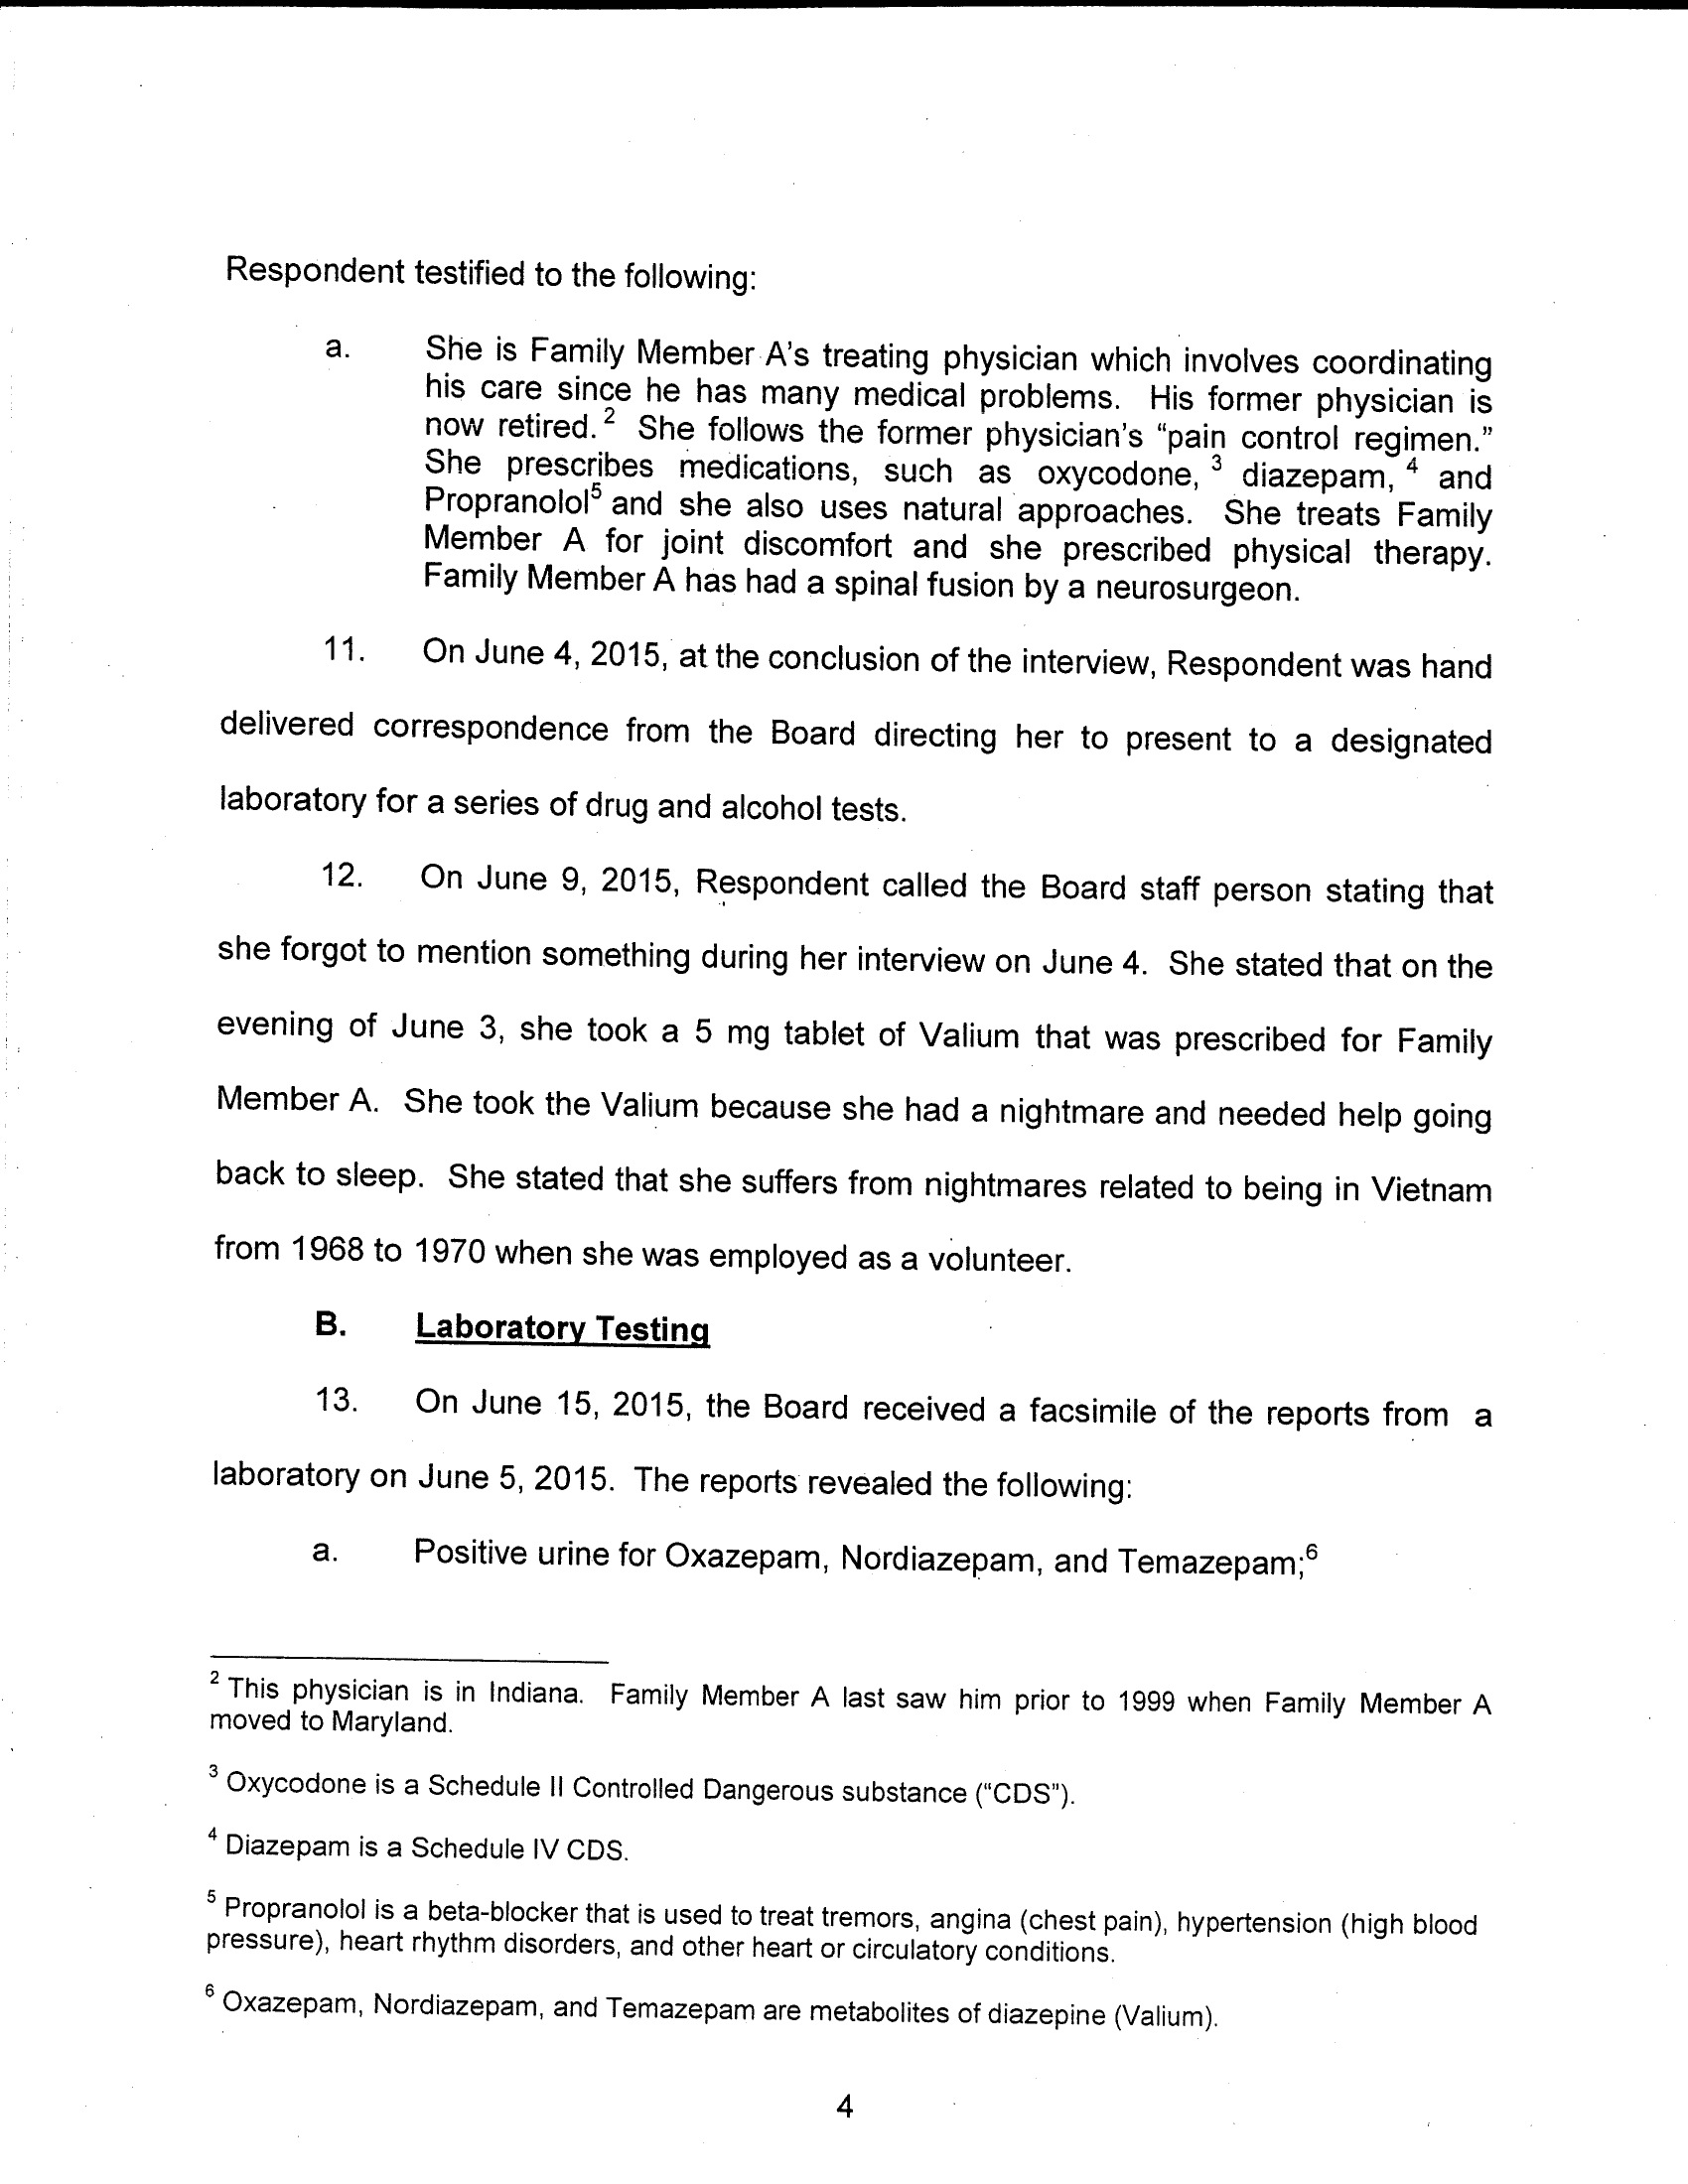 Respondent testified to the following:
a. She is Family Member A's treating physician which involves coordinating
his care since he has many medical problems. His former physician is
now retired.2 She follows the former physician's "pain control regimen."
She prescribes medications, such as oxycodone, 3 diazepam, 4 and
Propranolol5 and she also uses natural approaches. She treats Family
Member A for joint discomfort and she prescribed physical therapy.
Family Member A has had a spinal fusion by a neurosurgeon.
11. On June 4, 2015, at the conclusion of the interview, Respondent was hand
delivered correspondence from the Board directing her to present to a designated
laboratory for a series of drug and alcohol tests.
12. On June 9, 2015, Respondent called the Board staff person stating that
she forgot to mention something during her interview on June 4. She stated that on the
evening of June 3, she took a 5 mg tablet of Valium that was prescribed for Family
Member A. She took the Valium because she had a nightmare and needed help going
back to sleep. She stated that she suffers from nightmares related to being in Vietnam
from 1968 to 1970 when she was employed as a volunteer.
B. Laboratory Testing
13. On June 15, 2015, the Board received a facsimile of the reports from a
laboratory on June 5, 2015. The reports revealed the following:
a. Positive urine for Oxazepam, Nordiazepam, and Temazepam;6
2 This physician is in Indiana. Family Member A last saw him prior to 1999 when Family Member A
moved to Maryland.
3 Oxycodone is a Schedule II Controlled Dangerous substance ("CDS").
4 Diazepam is a Schedule IV CDS.
5 Propranolol is a beta-blocker that is used to treat tremors, angina (chest pain), hypertension (high blood
pressure), heart rhythm disorders, and other heart or circulatory conditions.
6 Oxazepam, Nordiazepam, and Temazepam are metabolites of diazepine (Valium).
4